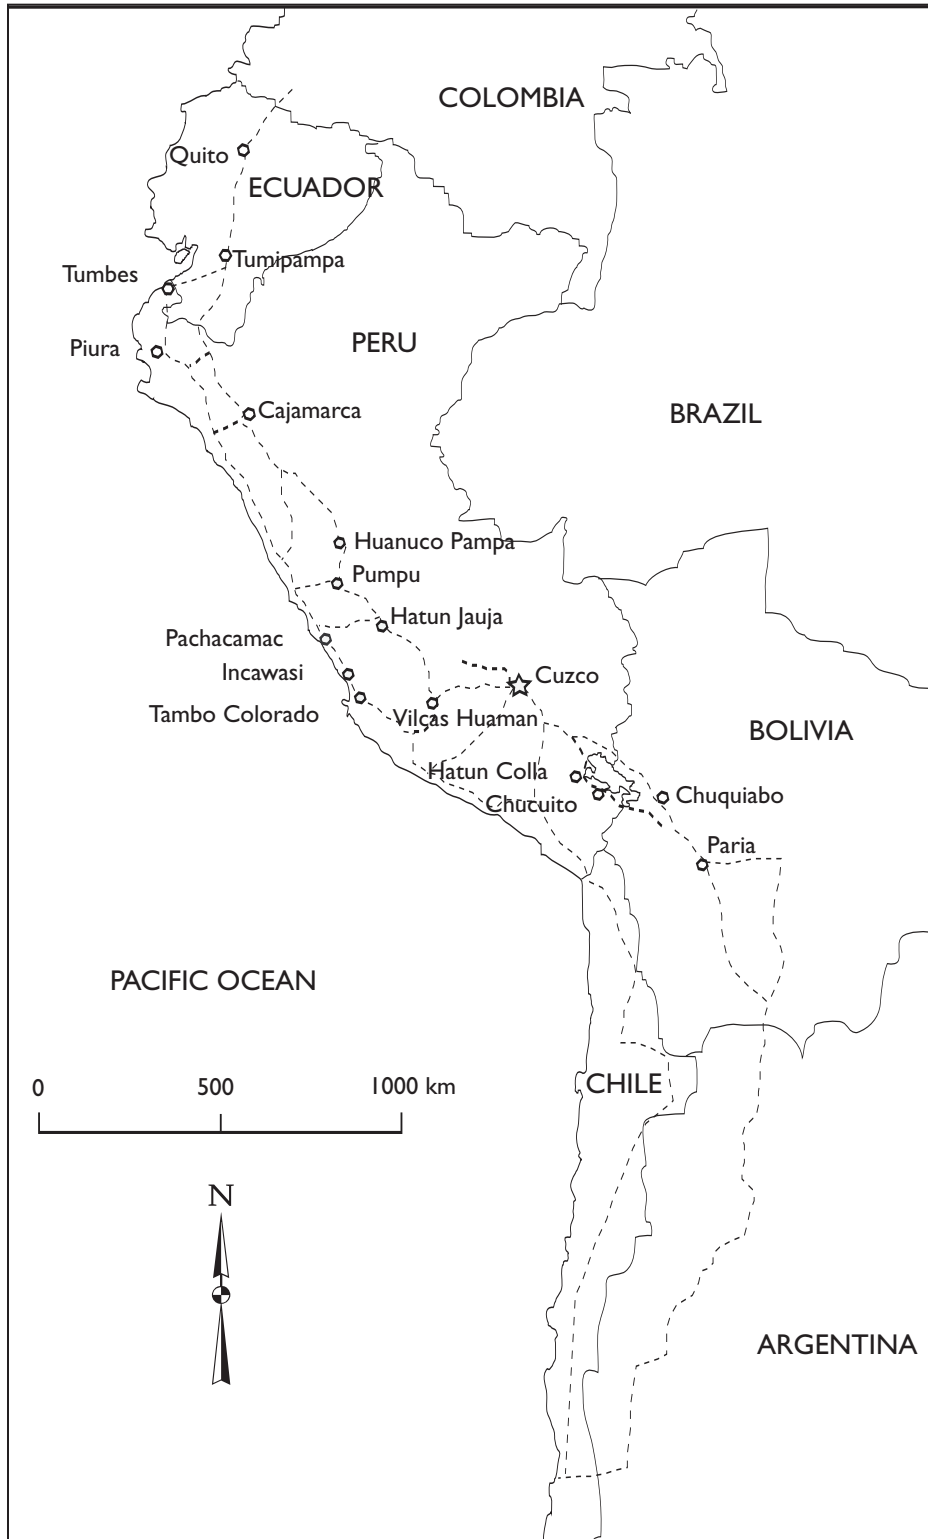 COLOMBIA
Quito
ECUADOR
Tumipampa
Tumbes
PERU
Piura
Cajamarca
BRAZIL
Huanuco Pampa
Pumpu
Hatun Jauja
Pachacamac
Incawasi
Cuzco
Tambo Colorado
Vilcas Huaman
BOLIVIA
Hatun Colla
Chucuito
Chuquiabo
Paria
PACIFIC OCEAN
0 500 1000 km
CHILE
N
ARGENTINA